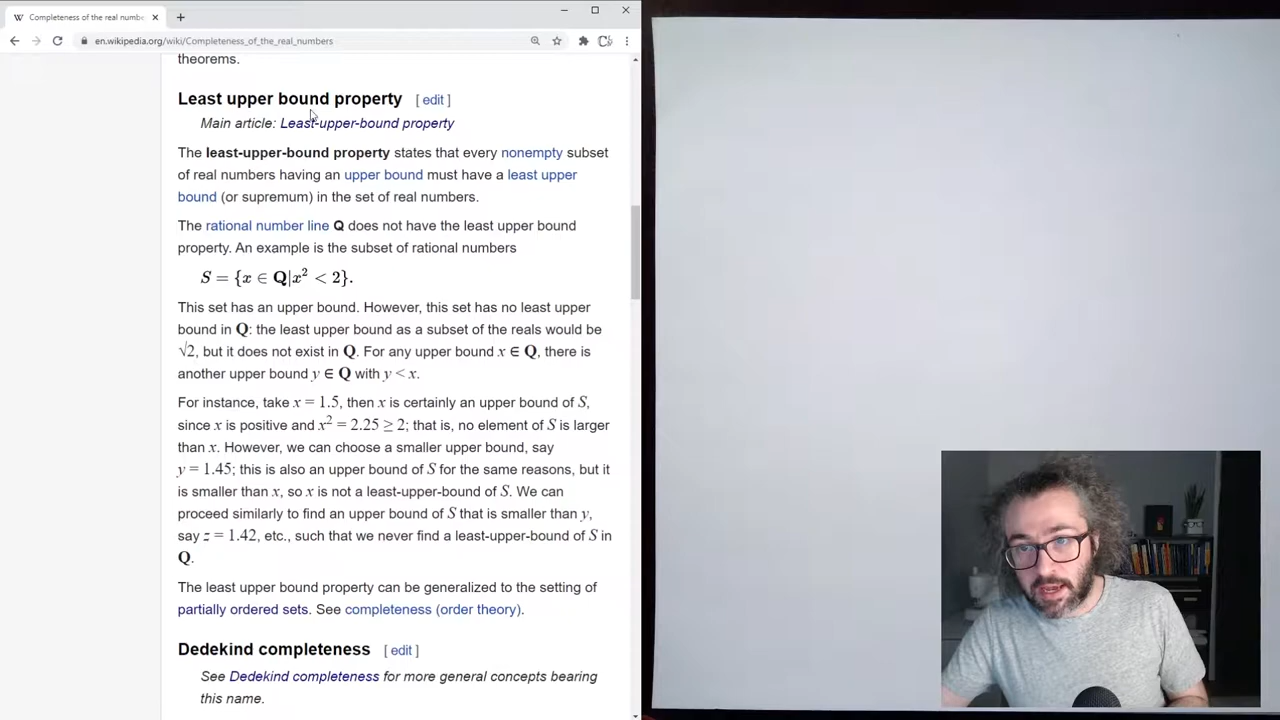 Completeness of the real numbe
en.wikipedia.org/wiki/Completeness_of_the_real_numbers
theorems.
Least upper bound property [ edit ]
Main article: Least-upper-bound property
The least-upper-bound property states that every nonempty subset
of real numbers having an upper bound must have a least upper
bound (or supremum) in the set of real numbers.
The rational number line Q does not have the least upper bound
property. An example is the subset of rational numbers
S = {x ∈ Q|x² < 2}.
This set has an upper bound. However, this set has no least upper
bound in Q: the least upper bound as a subset of the reals would be
√2, but it does not exist in Q. For any upper bound x ∈ Q, there is
another upper bound y ∈ Q with y < x.
For instance, take x = 1.5, then x is certainly an upper bound of S,
since x is positive and x² = 2.25 ≥ 2; that is, no element of S is larger
than x. However, we can choose a smaller upper bound, say
y = 1.45; this is also an upper bound of S for the same reasons, but it
is smaller than x, so x is not a least-upper-bound of S. We can
proceed similarly to find an upper bound of S that is smaller than y,
say z = 1.42, etc., such that we never find a least-upper-bound of S in
Q.
The least upper bound property can be generalized to the setting of
partially ordered sets. See completeness (order theory).
Dedekind completeness [ edit ]
See Dedekind completeness for more general concepts bearing
this name.